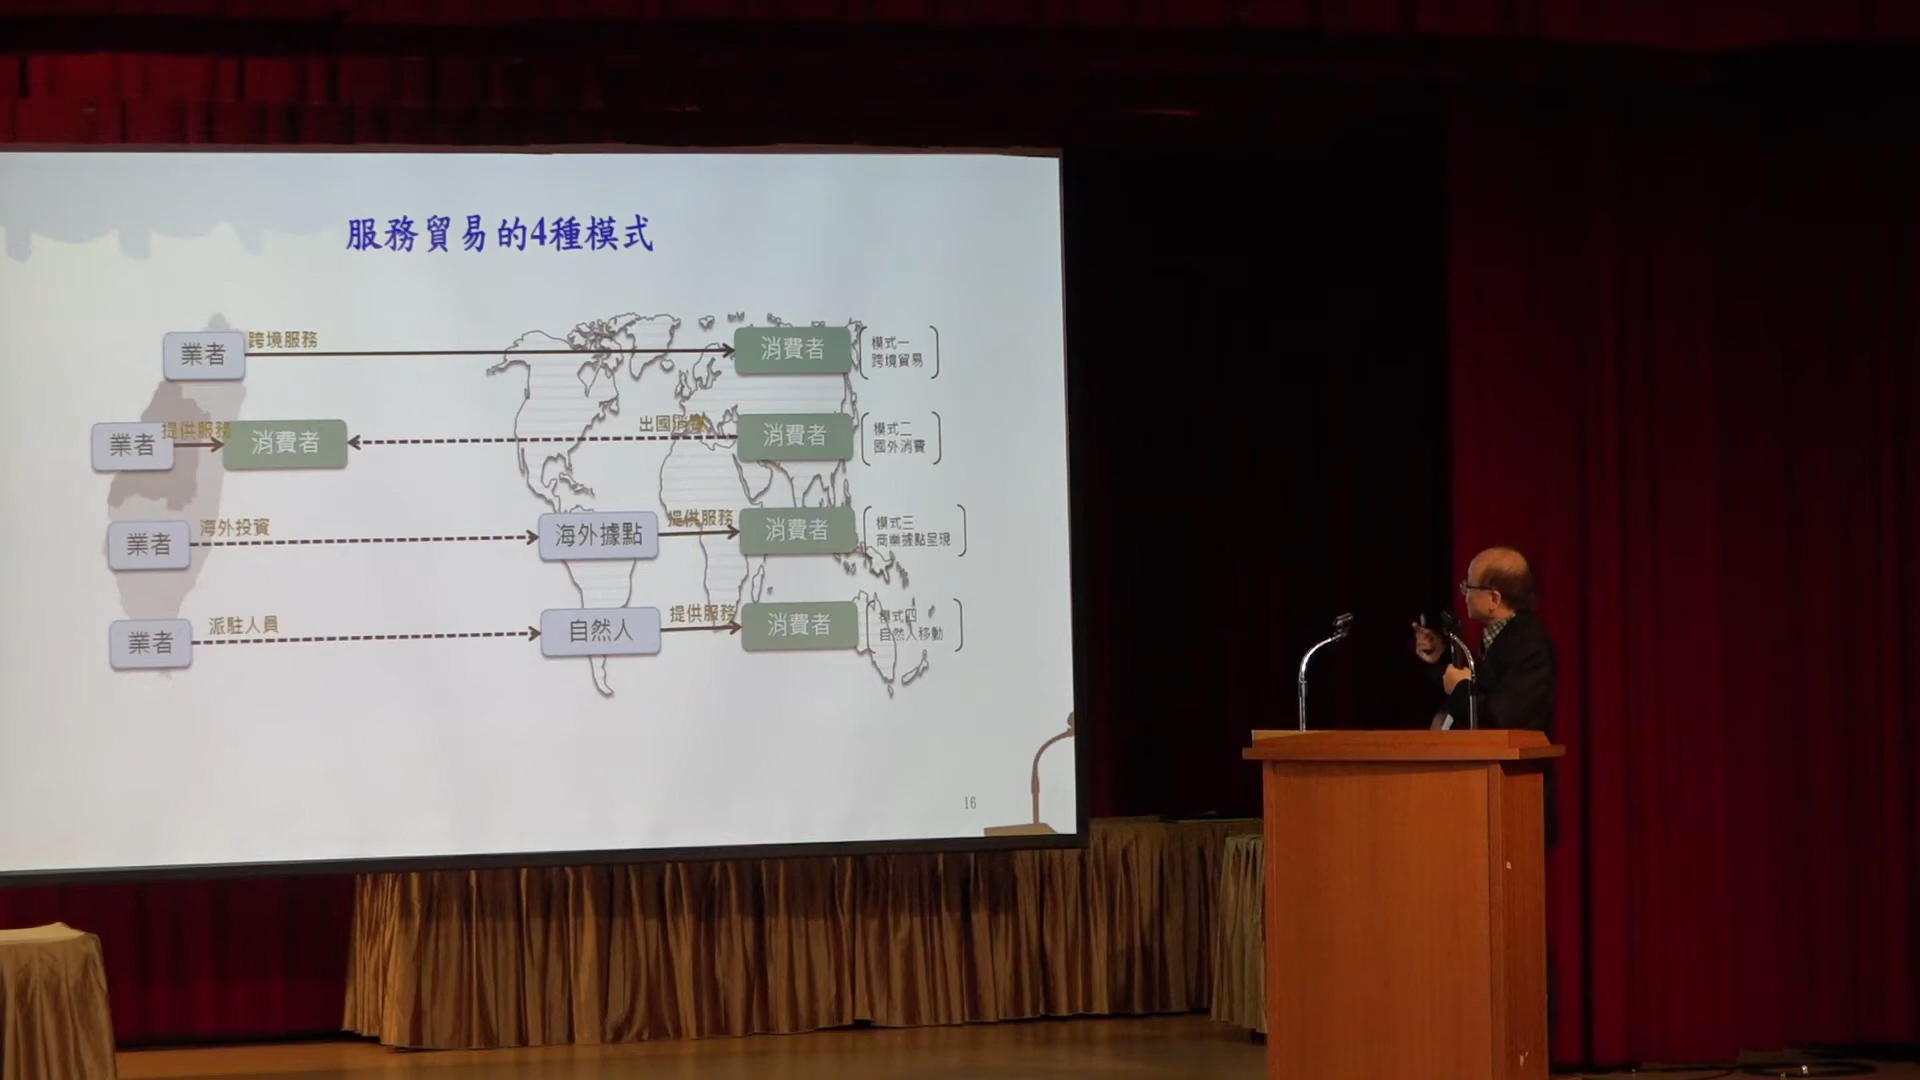 服務貿易的4種模式
業者
跨境服務
消費者
模式一
跨境貿易
業者
提供服務
消費者
出國消費
消費者
模式二
國外消費
業者
海外投資
海外據點
提供服務
消費者
模式三
商業據點呈現
業者
派駐人員
自然人
提供服務
消費者
模式四
自然人移動
16